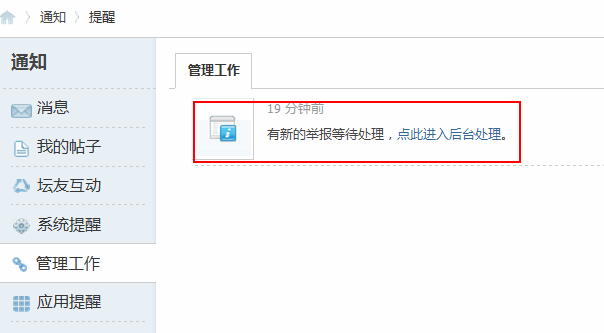 通知 提醒
通知
消息
我的帖子
坛友互动
系统提醒
管理工作
应用提醒
管理工作
19 分钟前
有新的举报等待处理，点此进入后台处理。